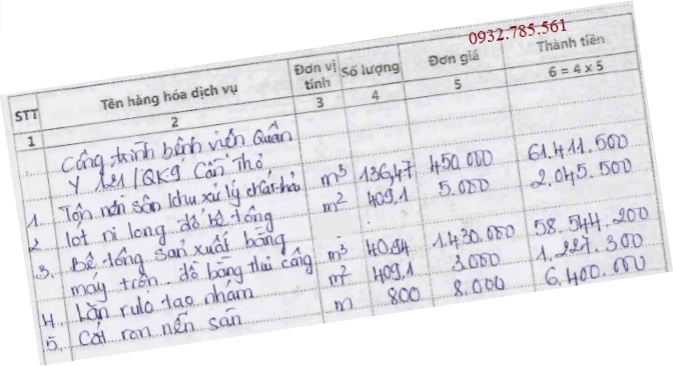 0932.785.561
STT Tên hàng hóa dịch vụ Đơn vị tính Số lượng Đơn giá Thành tiền
1 2 3 4 5 6 = 4 x 5
Công trình bệnh viện Quân
Y 121/QK9 Cần Thơ
1. Tôn nền sân khu xử lý chất thải m³ 136,47 450.000 61.411.500
2 lót ni long đổ bê tông m² 409,1 5.000 2.045.500
3. Bê tông sản xuất bằng
máy trộn đổ bằng thủ công m³ 40,94 1.430.000 58.544.200
4. Lăn rulo tạo nhám m² 409,1 3.000 1.227.300
5. Cắt ron nền sân m 800 8.000 6.400.000